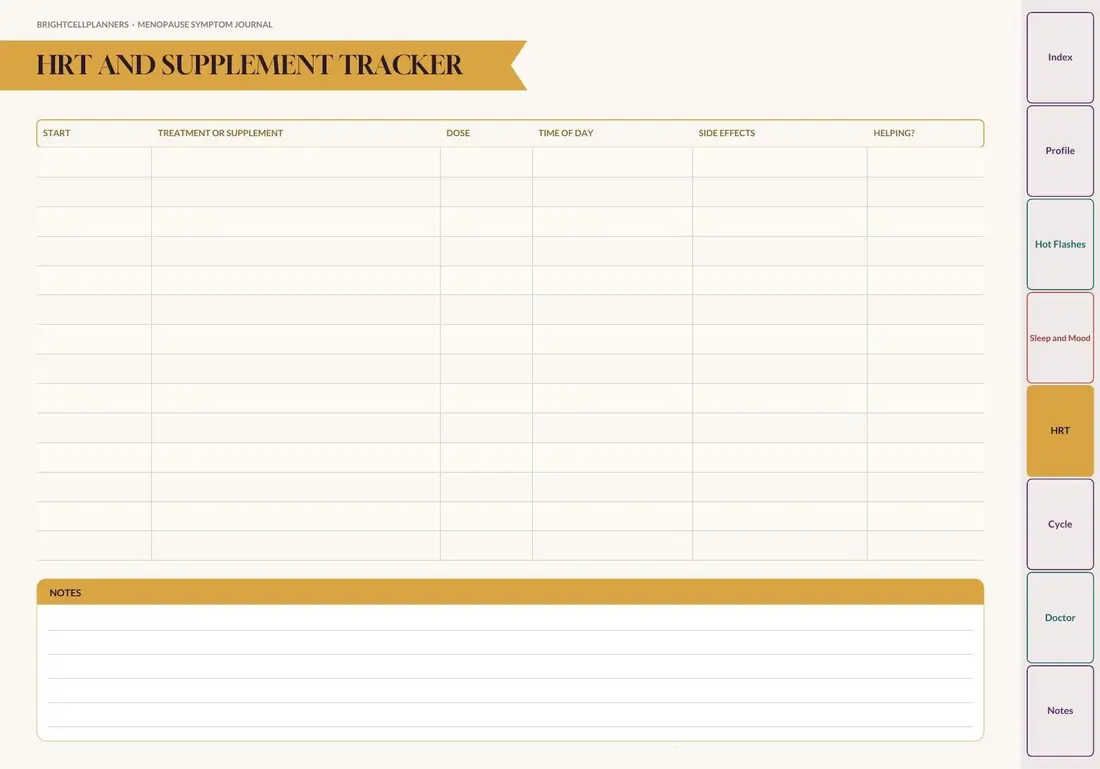 BRIGHTCELLPLANNERS · MENOPAUSE SYMPTOM JOURNAL
HRT AND SUPPLEMENT TRACKER
START TREATMENT OR SUPPLEMENT DOSE TIME OF DAY SIDE EFFECTS HELPING?
NOTES
Index
Profile
Hot Flashes
Sleep and Mood
HRT
Cycle
Doctor
Notes